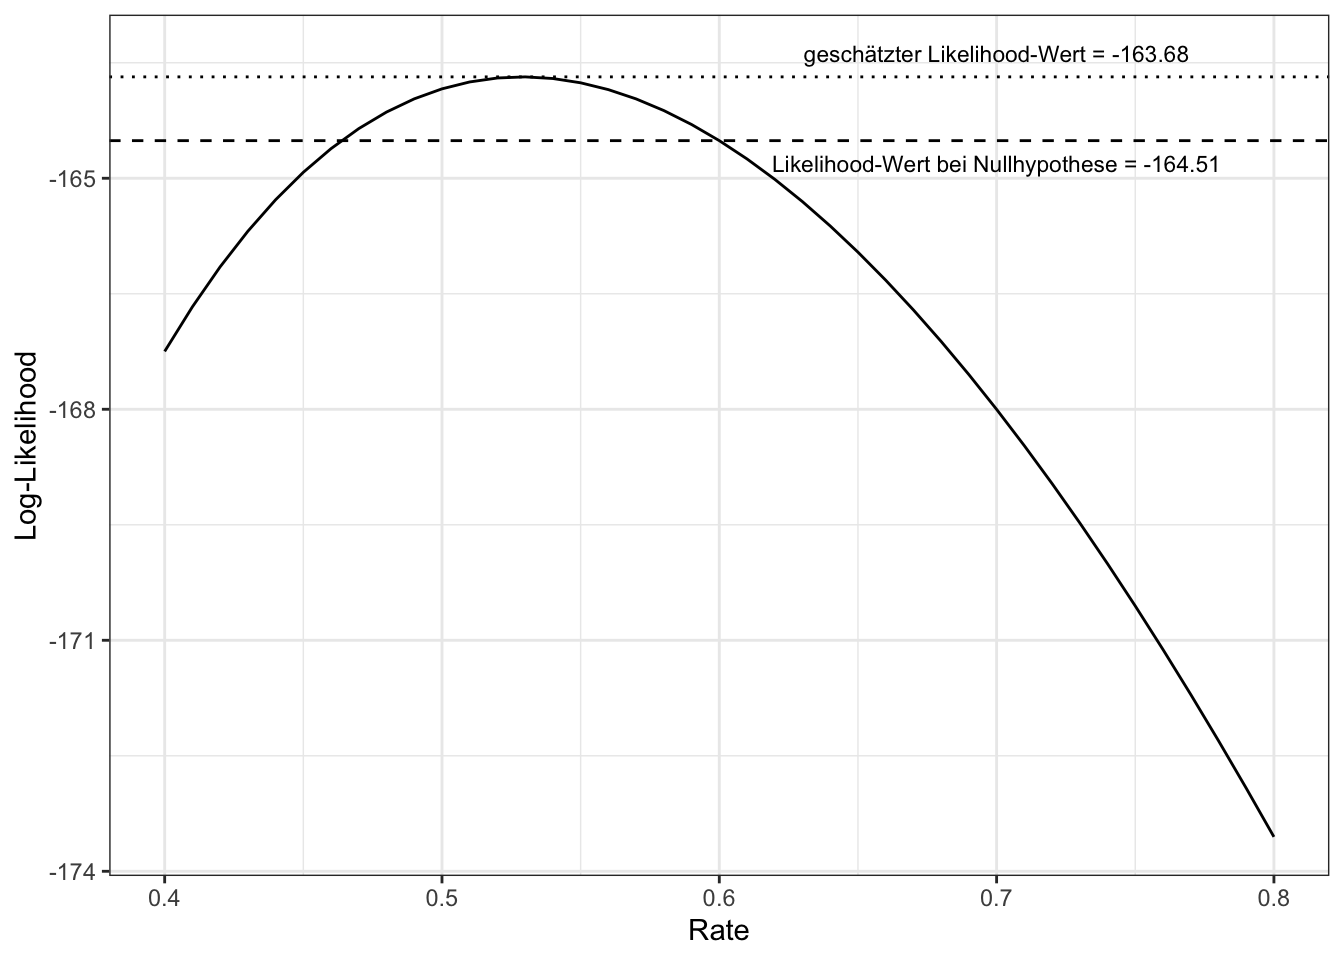 geschätzter Likelihood-Wert = -163.68
Likelihood-Wert bei Nullhypothese = -164.51
-165
-168
-171
-174
Log-Likelihood
0.4
0.5
0.6
0.7
0.8
Rate